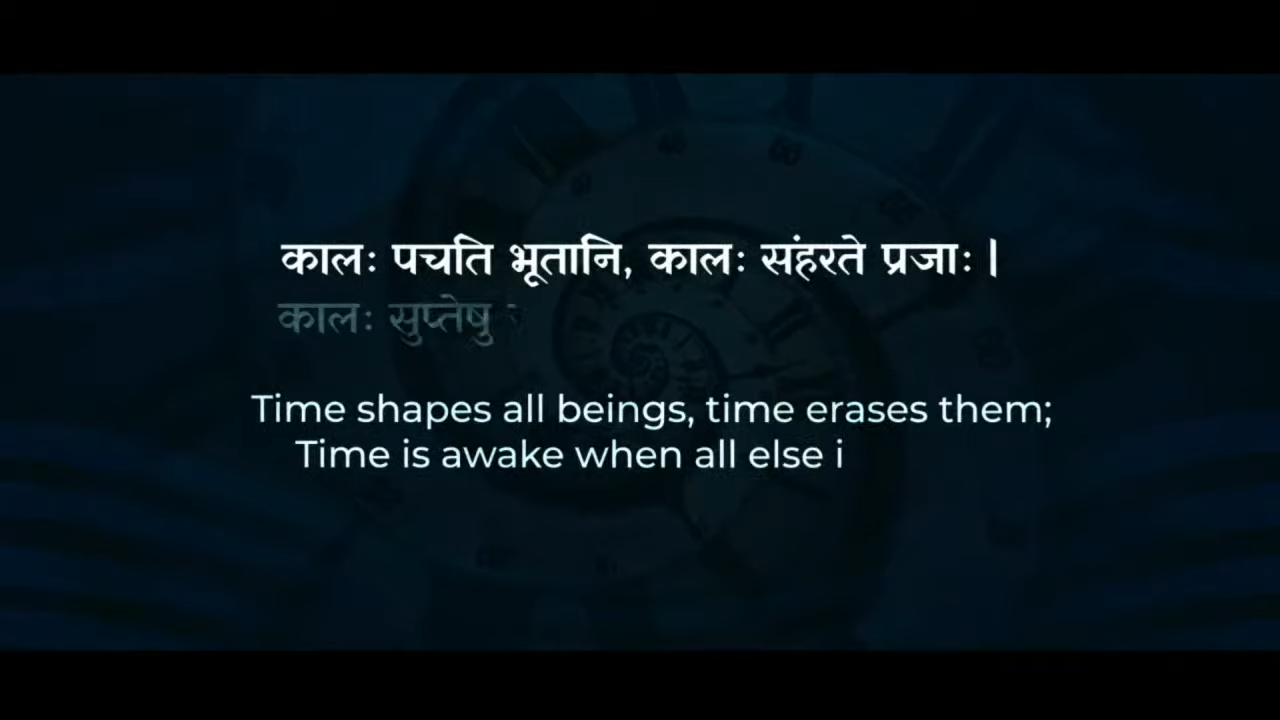 कालः पचति भूतानि, कालः संहरते प्रजाः ।
कालः सुप्तेषु
Time shapes all beings, time erases them;
Time is awake when all else i